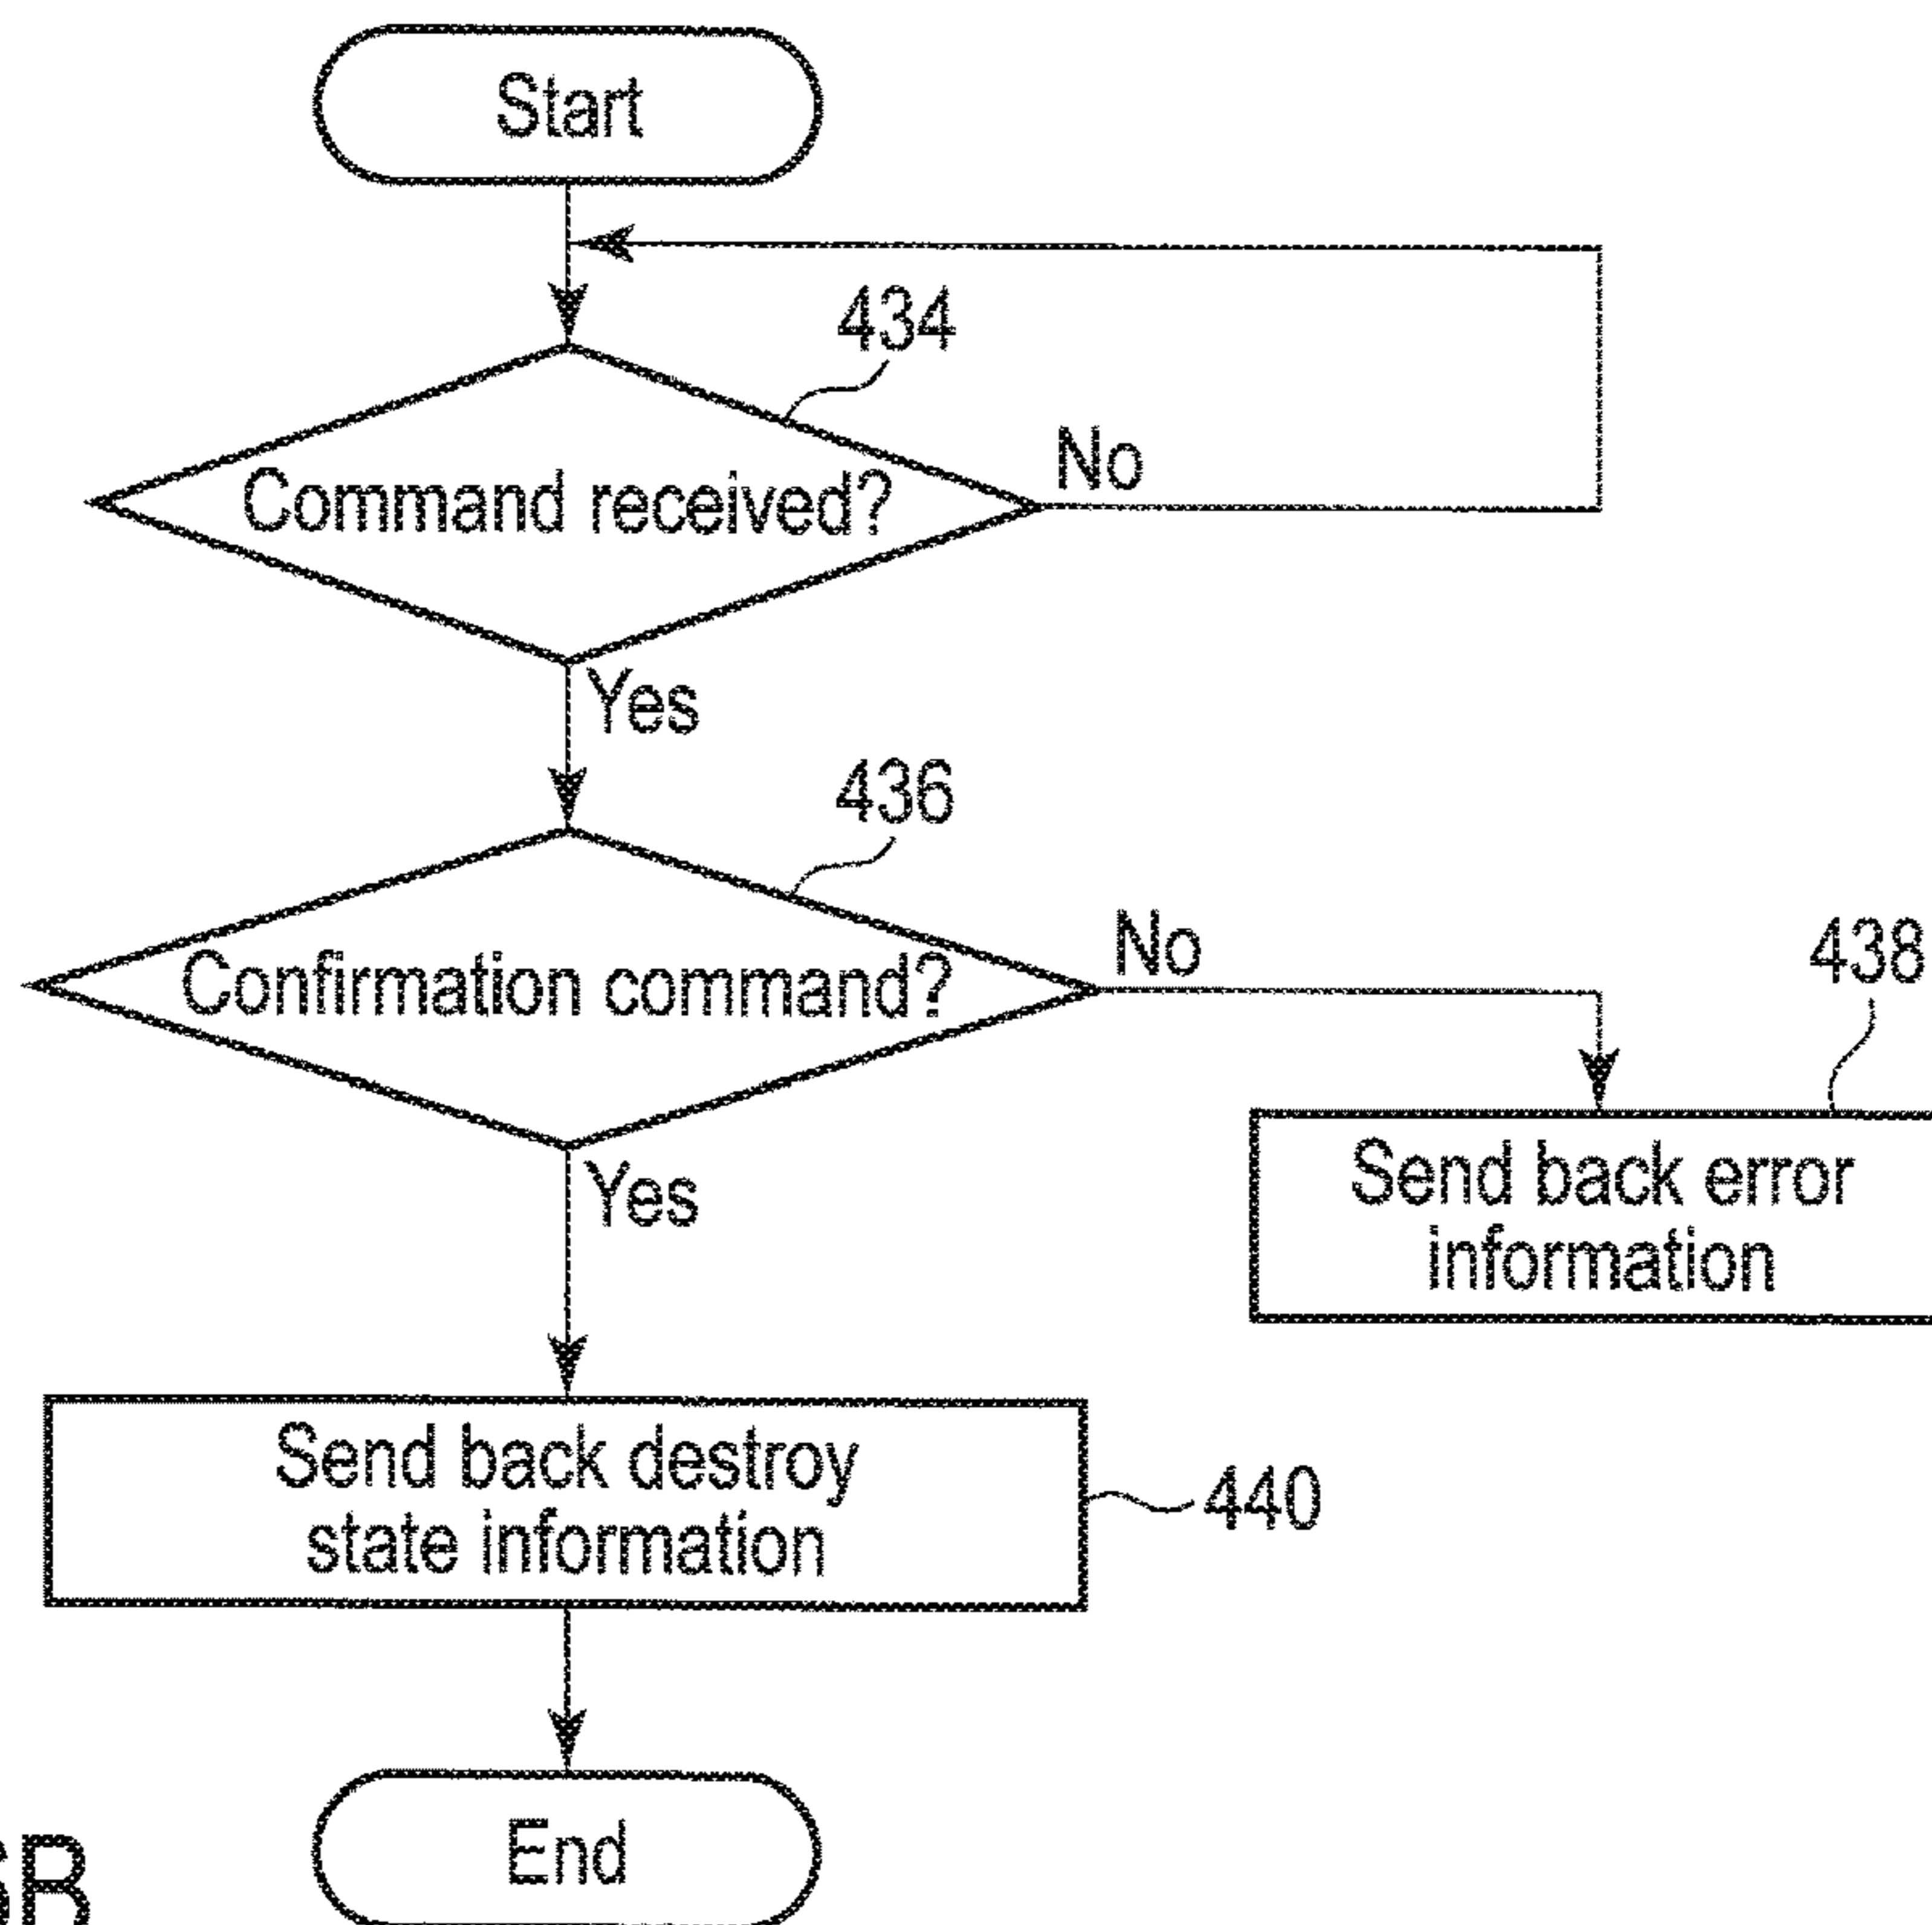 Start
434
Command received?
No
Yes
436
Confirmation command?
No
438
Yes
Send back error
information
Send back destroy
state information
440
End